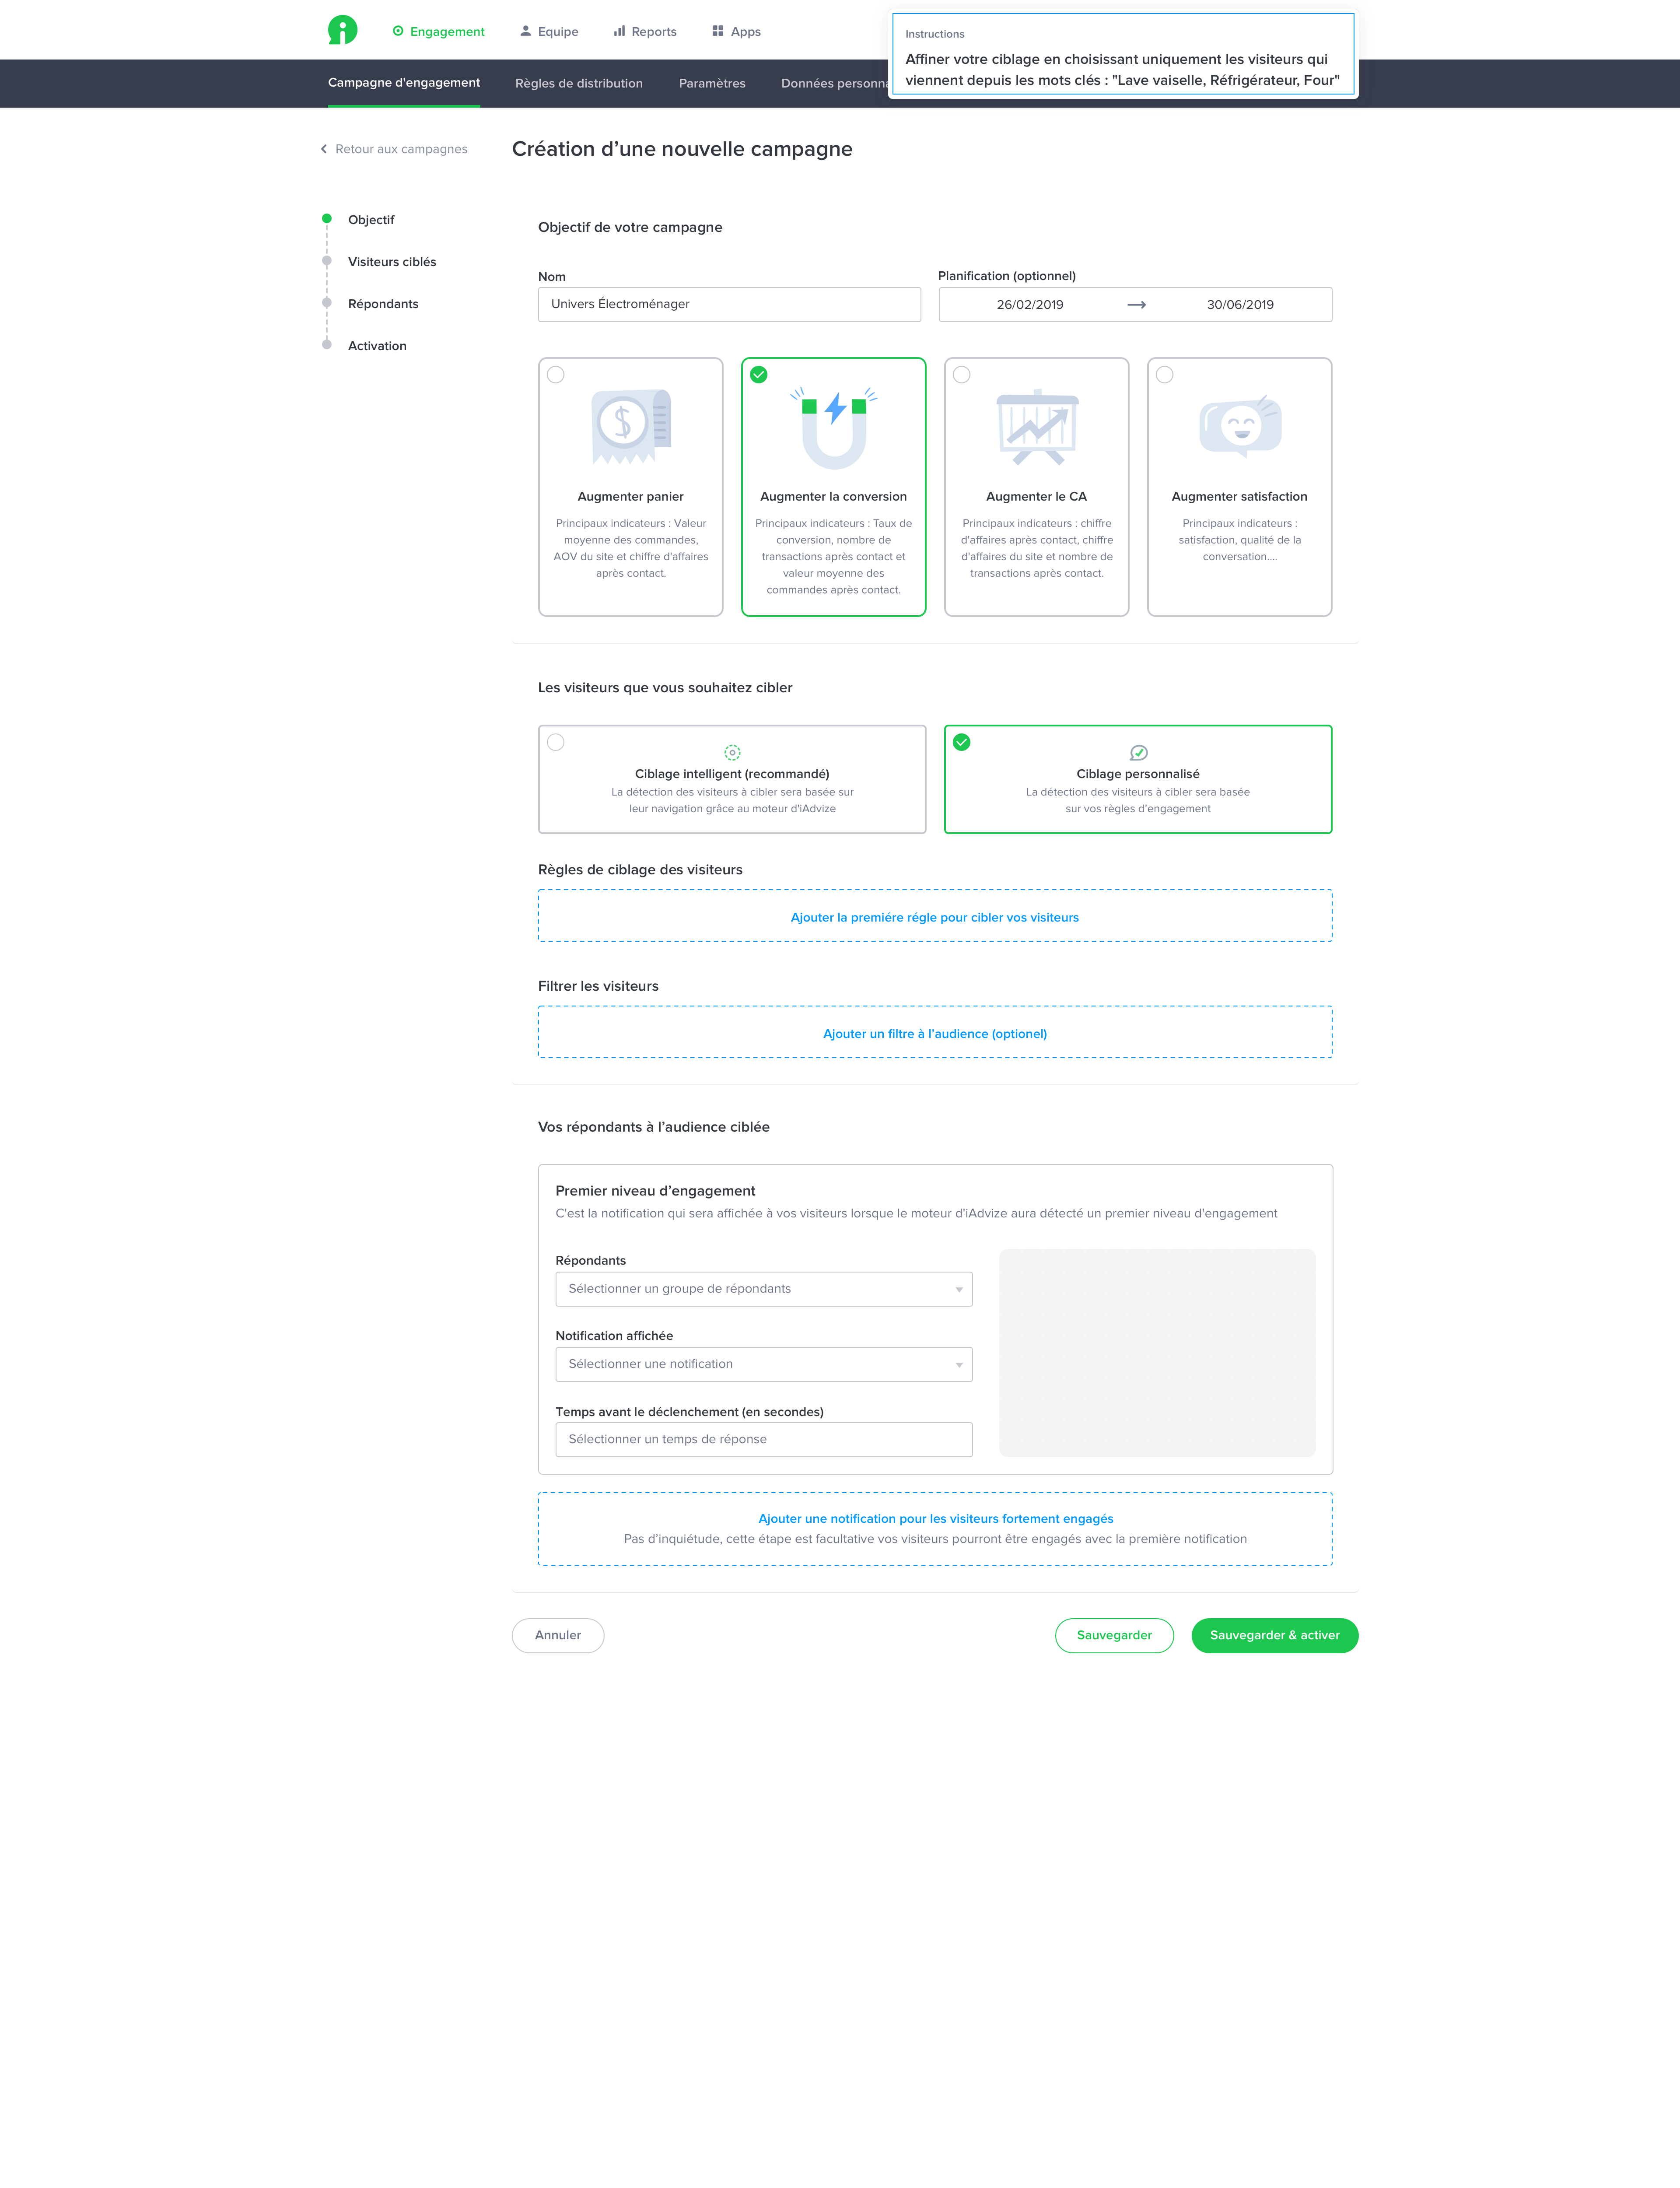 Engagement
Equipe
Reports
Apps
Instructions
Affiner votre ciblage en choisissant uniquement les visiteurs qui
viennent depuis les mots clés : "Lave vaiselle, Réfrigérateur, Four"
Campagne d'engagement
Règles de distribution
Paramètres
Données personna
Retour aux campagnes
Création d’une nouvelle campagne
Objectif
Visiteurs ciblés
Répondants
Activation
Objectif de votre campagne
Nom
Univers Électroménager
Planification (optionnel)
26/02/2019
30/06/2019
Augmenter panier
Principaux indicateurs : Valeur
moyenne des commandes,
AOV du site et chiffre d'affaires
après contact.
Augmenter la conversion
Principaux indicateurs : Taux de
conversion, nombre de
transactions après contact et
valeur moyenne des
commandes après contact.
Augmenter le CA
Principaux indicateurs : chiffre
d'affaires après contact, chiffre
d'affaires du site et nombre de
transactions après contact.
Augmenter satisfaction
Principaux indicateurs :
satisfaction, qualité de la
conversation....
Les visiteurs que vous souhaitez cibler
Ciblage intelligent (recommandé)
La détection des visiteurs à cibler sera basée sur
leur navigation grâce au moteur d'iAdvize
Ciblage personnalisé
La détection des visiteurs à cibler sera basée
sur vos règles d’engagement
Règles de ciblage des visiteurs
Ajouter la premiére régle pour cibler vos visiteurs
Filtrer les visiteurs
Ajouter un filtre à l’audience (optionel)
Vos répondants à l’audience ciblée
Premier niveau d’engagement
C'est la notification qui sera affichée à vos visiteurs lorsque le moteur d'iAdvize aura détecté un premier niveau d'engagement
Répondants
Sélectionner un groupe de répondants
Notification affichée
Sélectionner une notification
Temps avant le déclenchement (en secondes)
Sélectionner un temps de réponse
Ajouter une notification pour les visiteurs fortement engagés
Pas d’inquiétude, cette étape est facultative vos visiteurs pourront être engagés avec la première notification
Annuler
Sauvegarder
Sauvegarder & activer